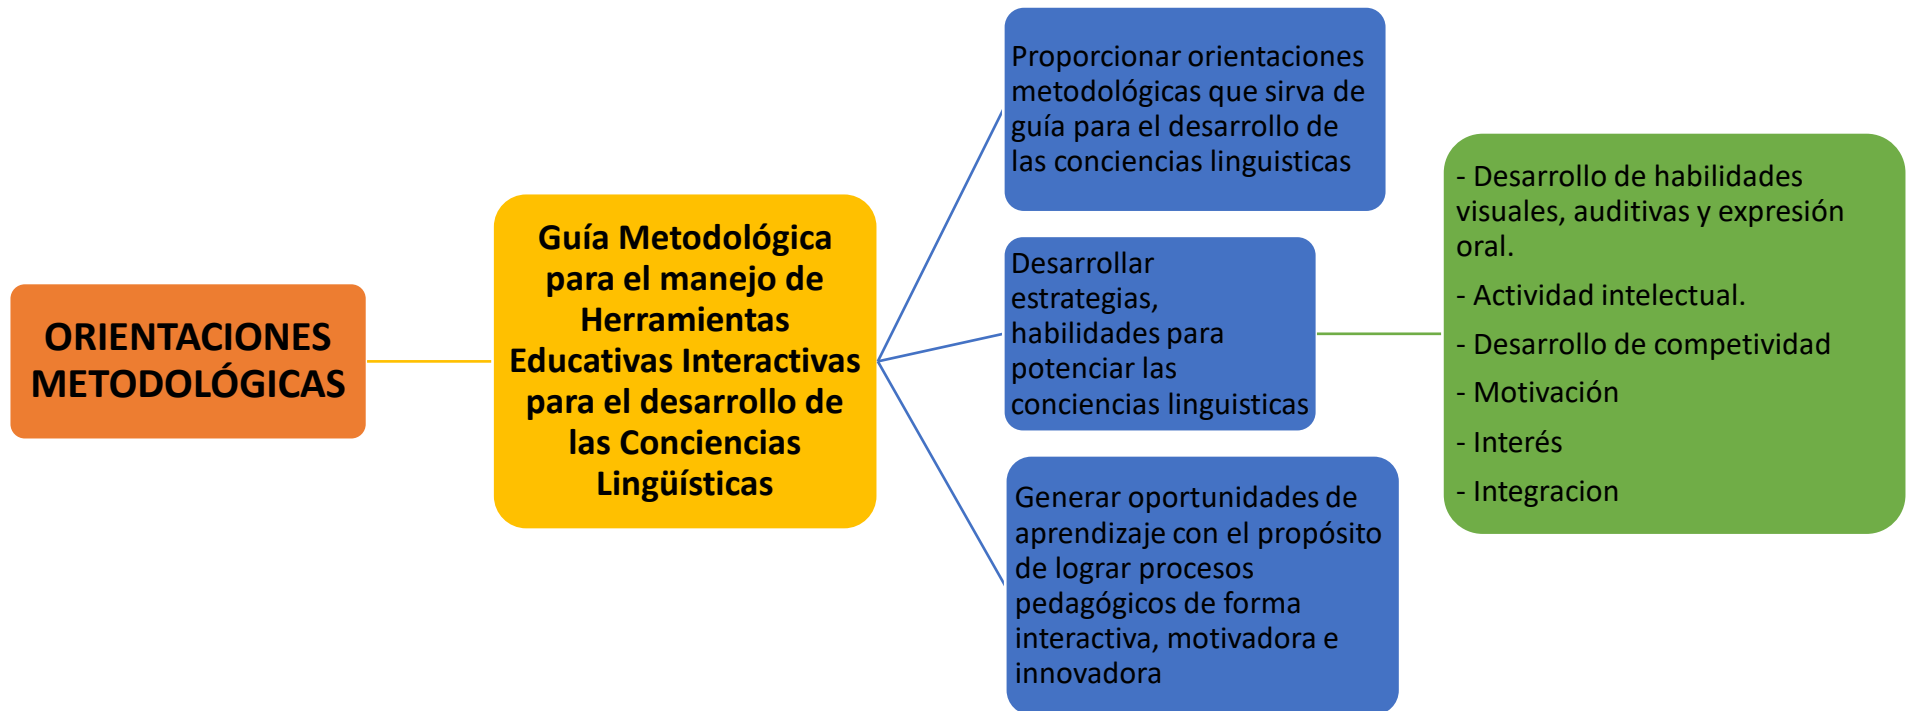 ORIENTACIONES
METODOLÓGICAS
Guía Metodológica
para el manejo de
Herramientas
Educativas Interactivas
para el desarrollo de
las Conciencias
Lingüísticas
Proporcionar orientaciones
metodológicas que sirva de
guía para el desarrollo de
las conciencias linguisticas
Desarrollar
estrategias,
habilidades para
potenciar las
conciencias linguisticas
Generar oportunidades de
aprendizaje con el propósito
de lograr procesos
pedagógicos de forma
interactiva, motivadora e
innovadora
- Desarrollo de habilidades
visuales, auditivas y expresión
oral.
- Actividad intelectual.
- Desarrollo de competividad
- Motivación
- Interés
- Integracion